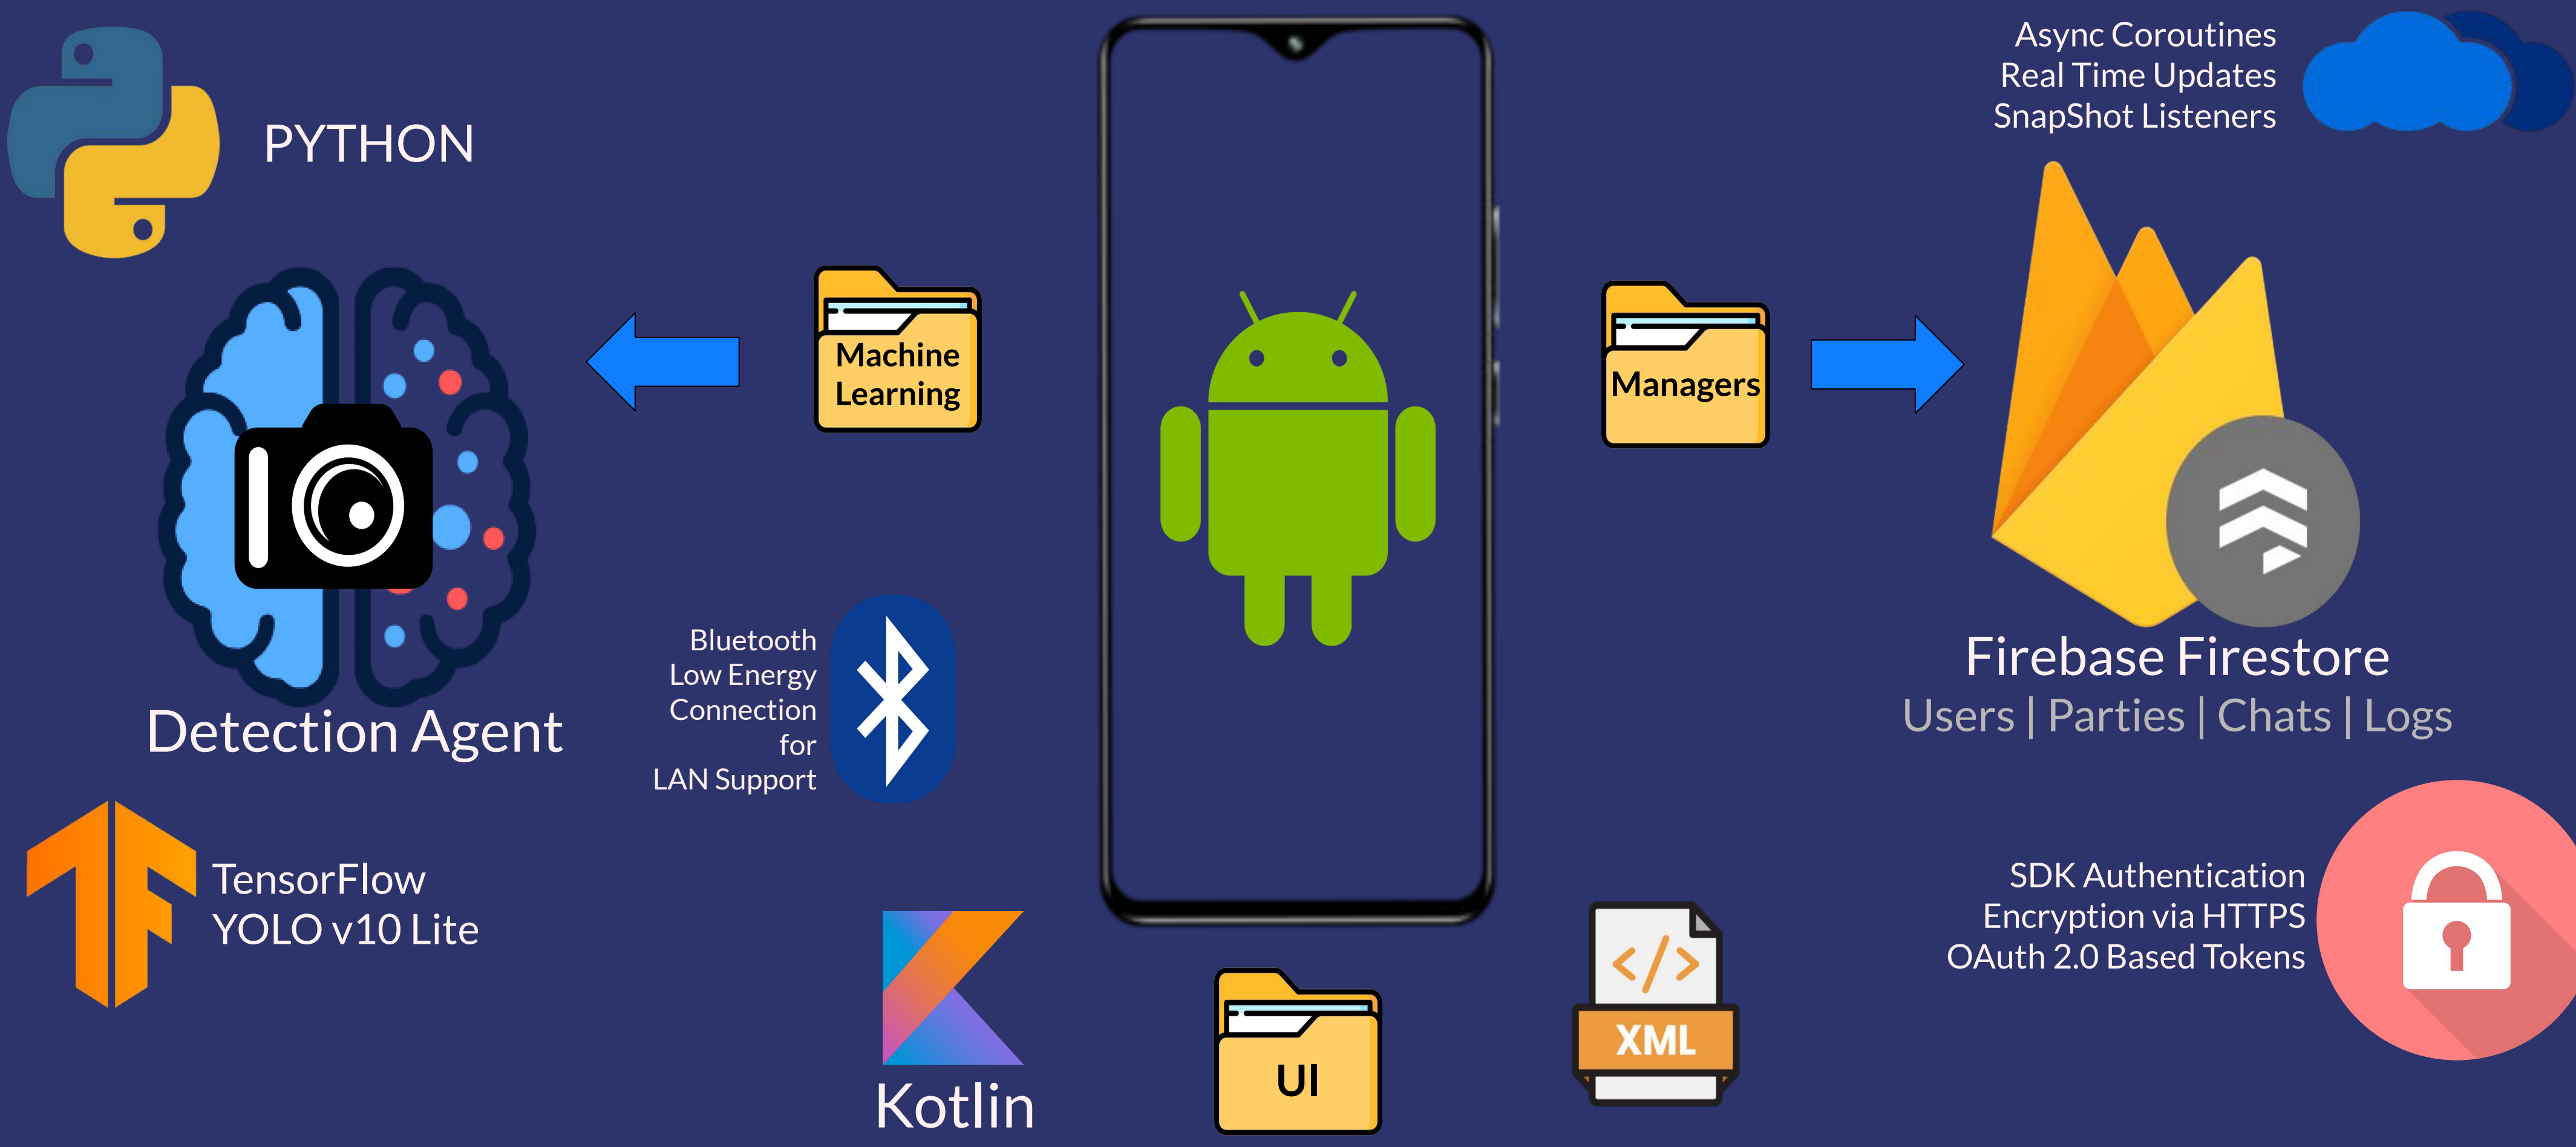 PYTHON
Async Coroutines
Real Time Updates
SnapShot Listeners
Machine
Learning
Managers
Detection Agent
Bluetooth
Low Energy
Connection
for
LAN Support
Firebase Firestore
Users | Parties | Chats | Logs
TensorFlow
YOLO v10 Lite
SDK Authentication
Encryption via HTTPS
OAuth 2.0 Based Tokens
Kotlin
UI
</>
XML